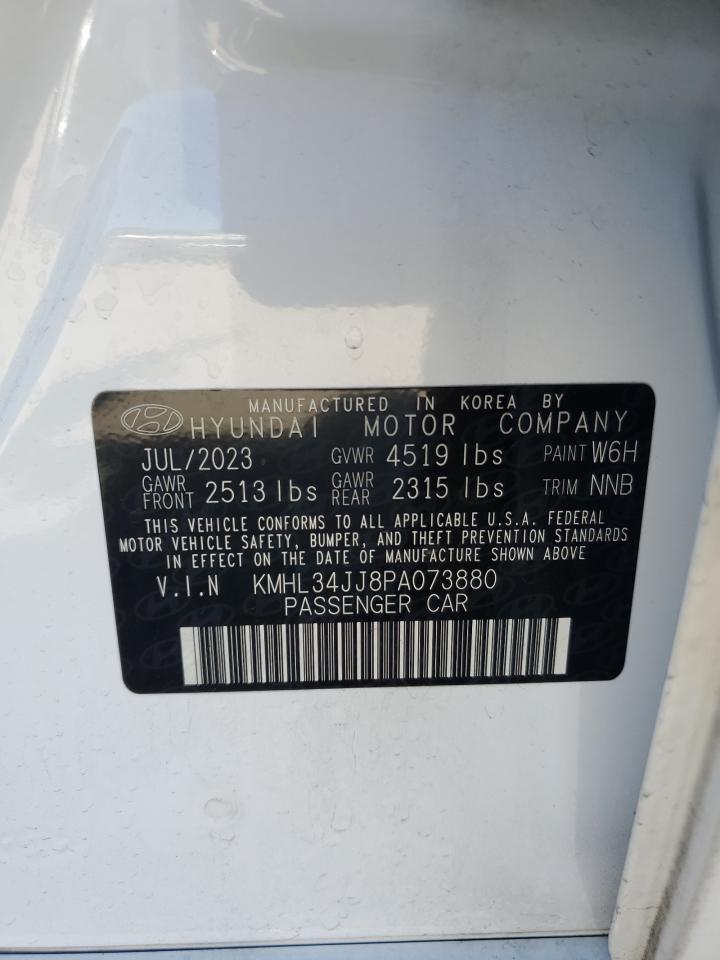 MANUFACTURED IN KOREA BY
HYUNDAI MOTOR COMPANY
JUL/2023 GVWR 4519 lbs PAINT W6H
GAWR FRONT 2513 lbs GAWR REAR 2315 lbs TRIM NNB
THIS VEHICLE CONFORMS TO ALL APPLICABLE U.S.A. FEDERAL
MOTOR VEHICLE SAFETY, BUMPER, AND THEFT PREVENTION STANDARDS
IN EFFECT ON THE DATE OF MANUFACTURE SHOWN ABOVE
V.I.N KMHL34JJ8PA073880
PASSENGER CAR